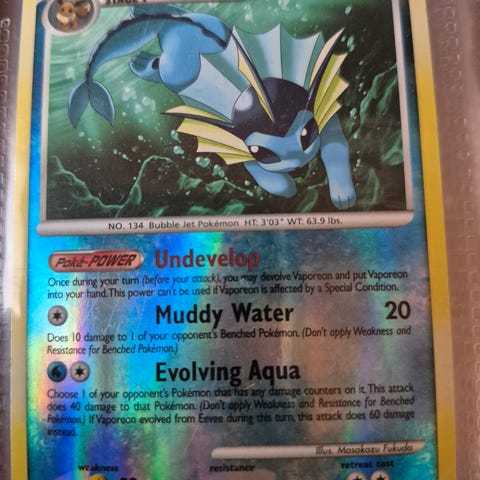 STAGE 1
NO. 134 Bubble Jet Pokémon HT: 3'03" WT: 63.9 lbs.
Poké-POWER Undevelop
Once during your turn (before your attack), you may devolve Vaporeon and put Vaporeon
into your hand. This power can't be used if Vaporeon is affected by a Special Condition.
Muddy Water 20
Does 10 damage to 1 of your opponent's Benched Pokémon. (Don't apply Weakness and
Resistance for Benched Pokémon.)
Evolving Aqua
Choose 1 of your opponent's Pokémon that has any damage counters on it. This attack
does 40 damage to that Pokémon. (Don't apply Weakness and Resistance for Benched
Pokémon.) If Vaporeon evolved from Eevee during this turn, this attack does 60 damage
instead.
Illus. Masakazu Fukuda
weakness resistance retreat cost